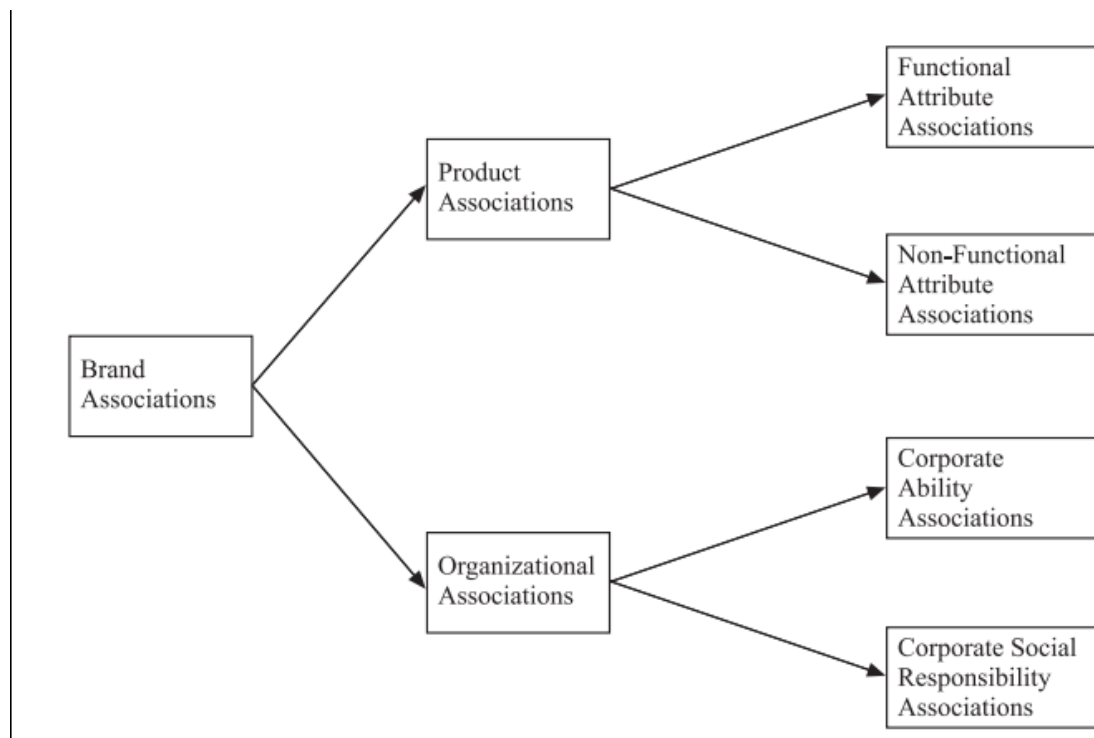 Functional
Attribute
Associations
Product
Associations
Non-Functional
Attribute
Associations
Brand
Associations
Corporate
Ability
Associations
Organizational
Associations
Corporate Social
Responsibility
Associations